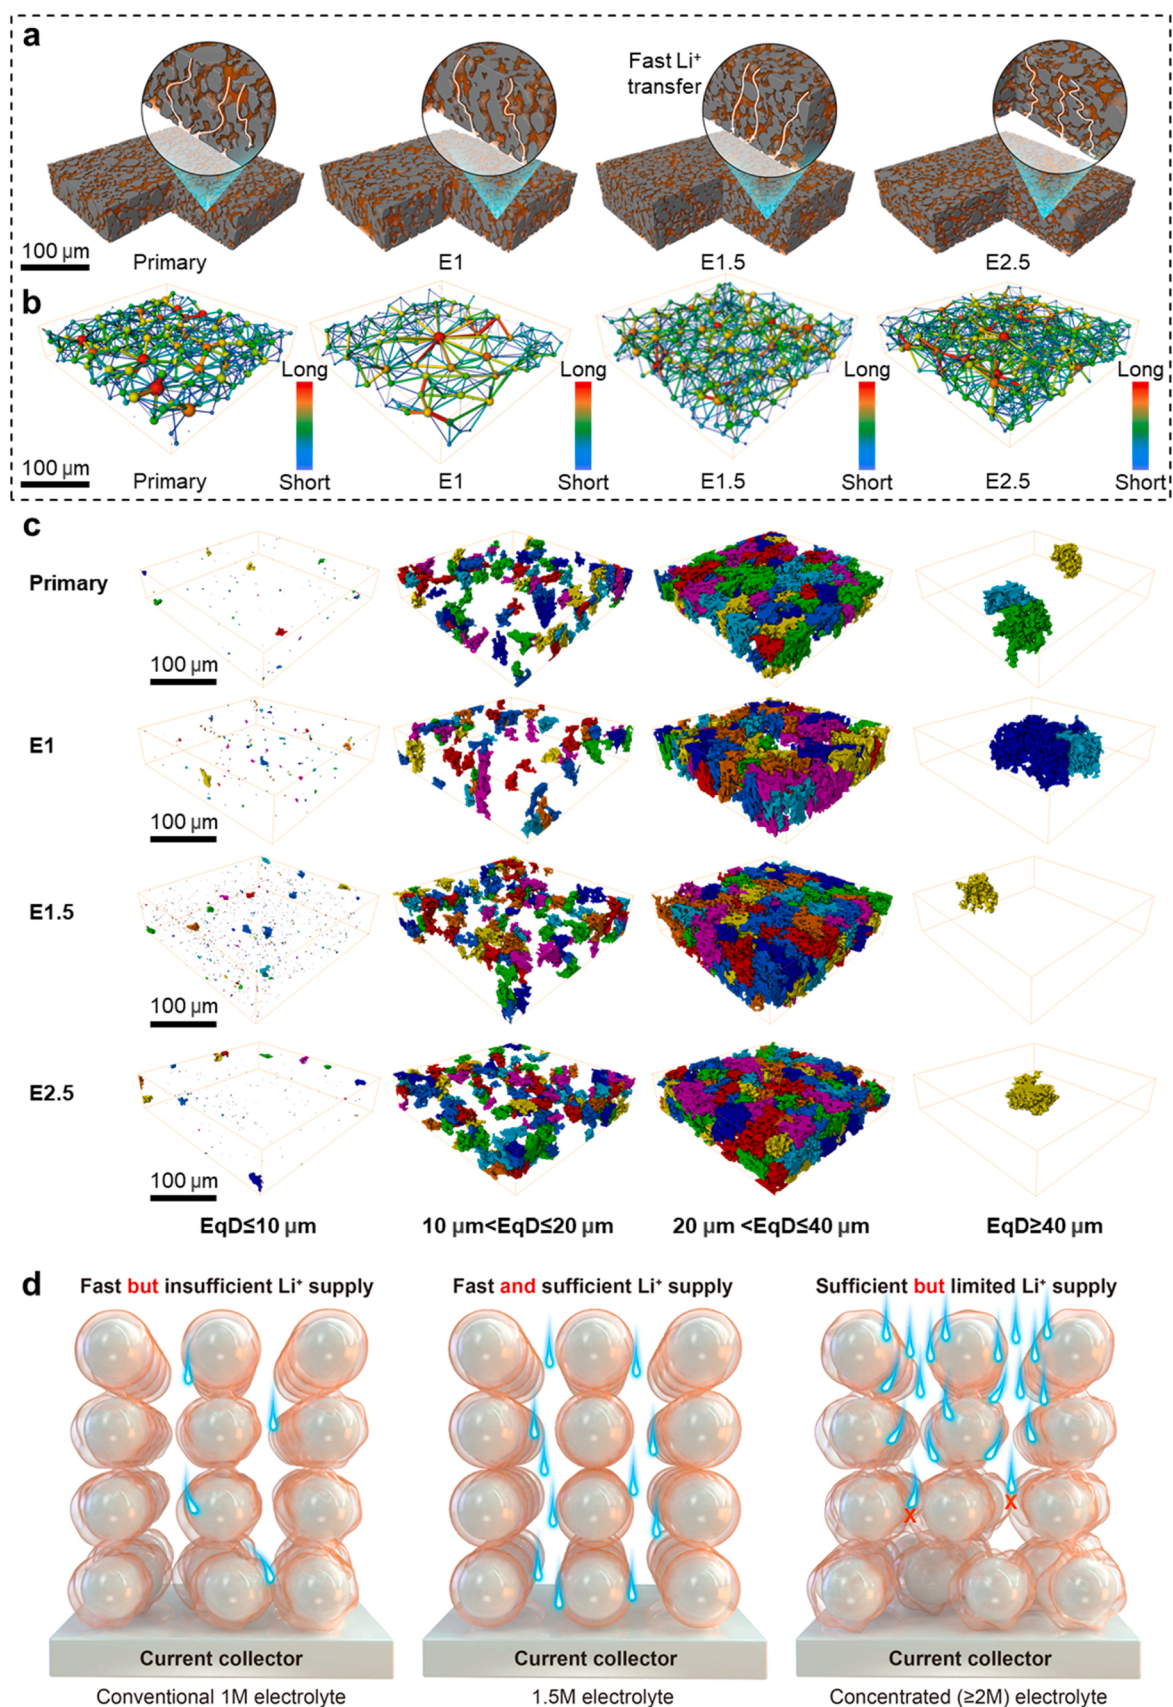 a
Fast Li⁺
transfer
100 µm
Primary
E1
E1.5
E2.5
b
Long
Long
Long
Long
100 µm
Primary
Short
E1
Short
E1.5
Short
E2.5
Short
c
Primary
100 µm
E1
100 µm
E1.5
100 µm
E2.5
100 µm
EqD≤10 µm
10 µm<EqD≤20 µm
20 µm <EqD≤40 µm
EqD≥40 µm
d
Fast but insufficient Li⁺ supply
Fast and sufficient Li⁺ supply
Sufficient but limited Li⁺ supply
X
X
Current collector
Current collector
Current collector
Conventional 1M electrolyte
1.5M electrolyte
Concentrated (≥2M) electrolyte